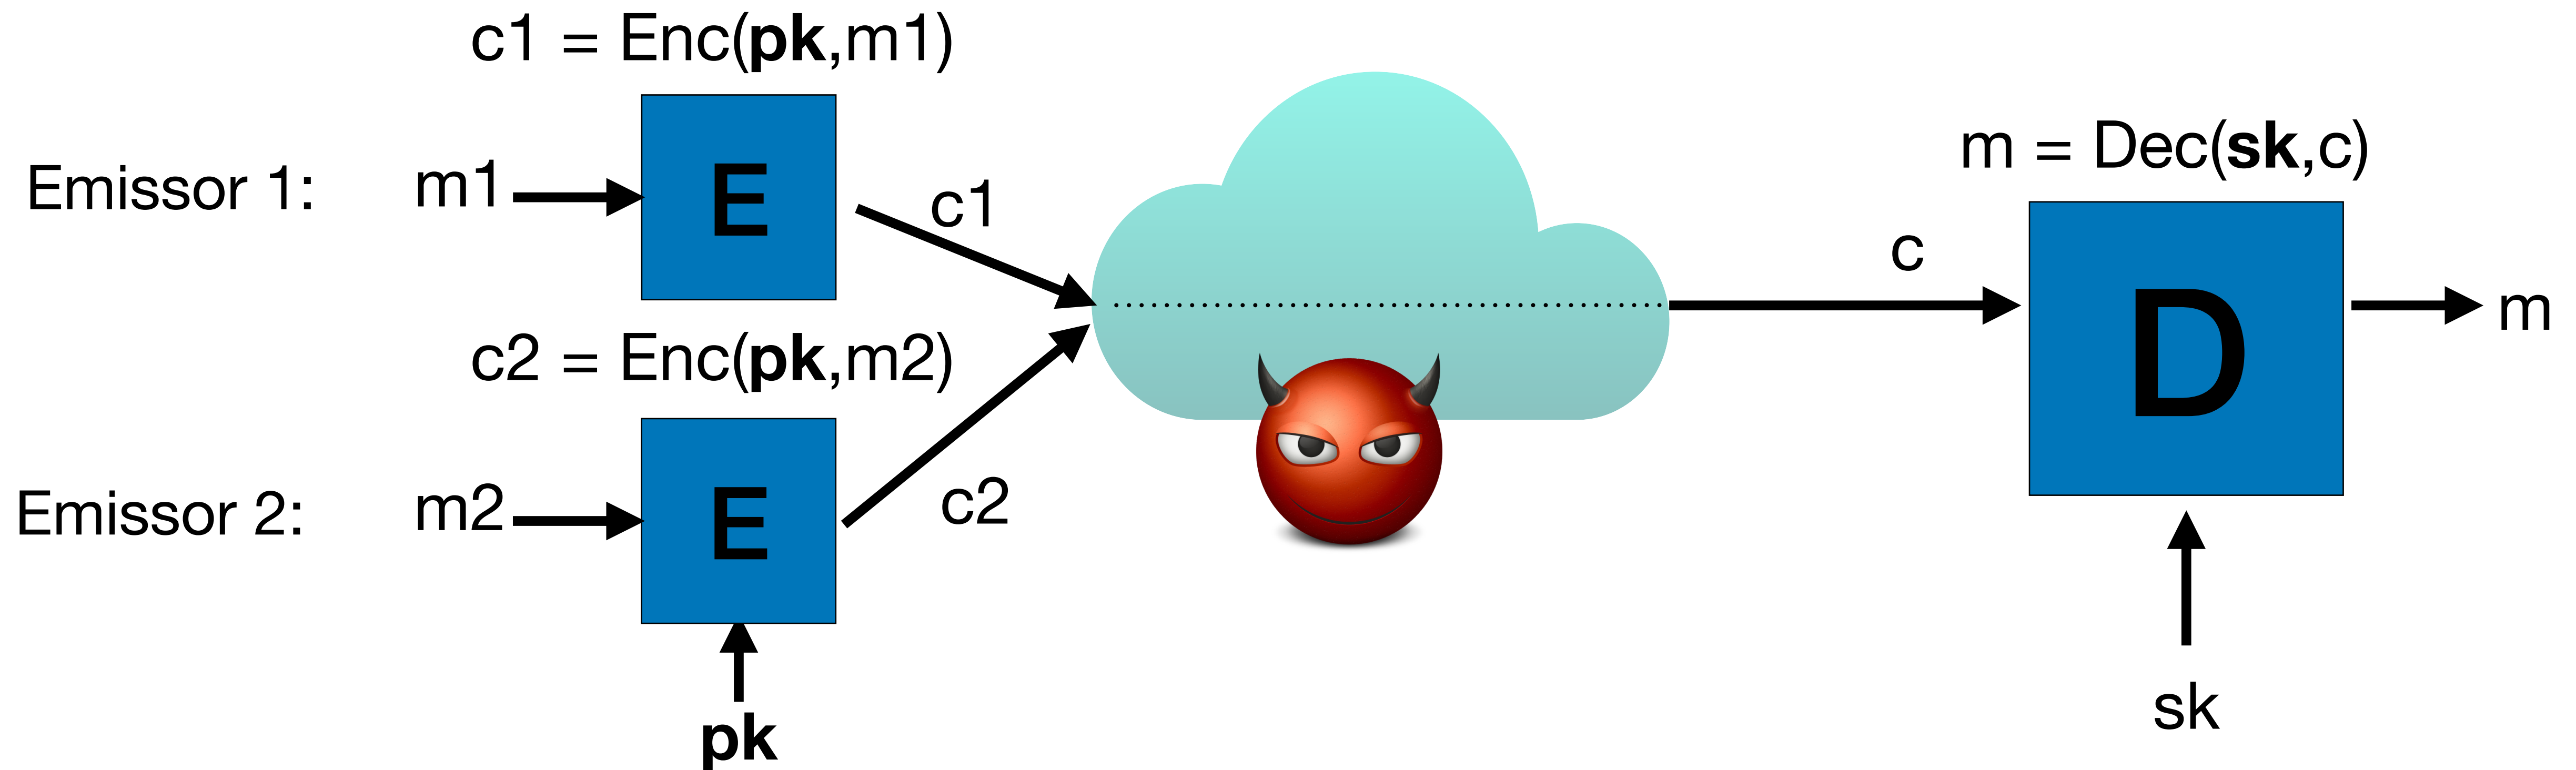 c1 = Enc(pk,m1)
Emissor 1:
m1
E
c1
c2 = Enc(pk,m2)
Emissor 2:
m2
E
c2
pk
m = Dec(sk,c)
c
D
m
sk